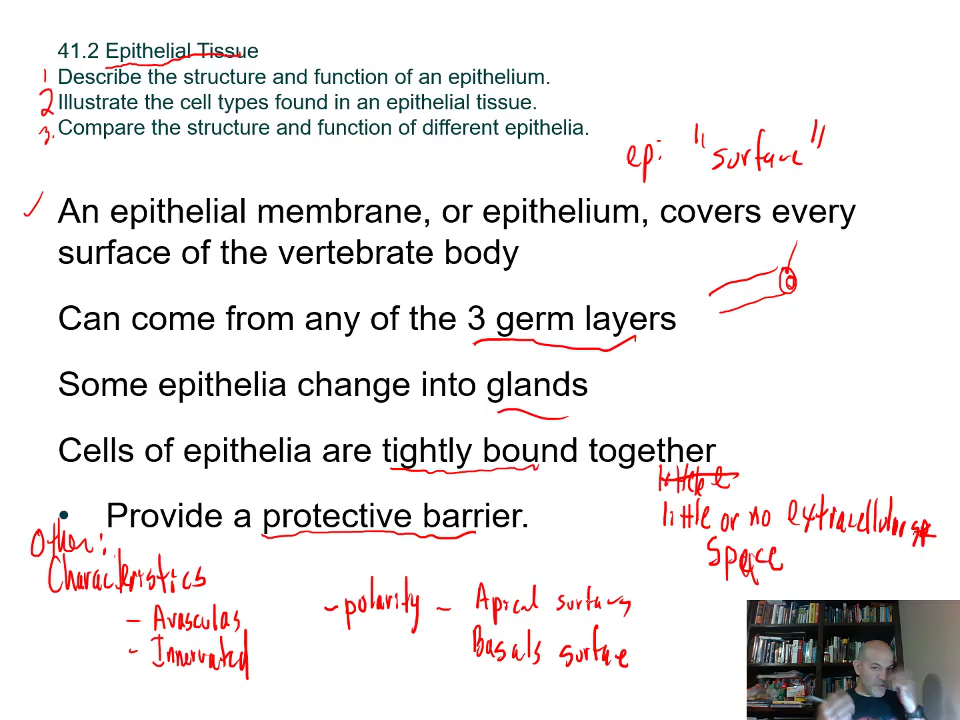 41.2 Epithelial Tissue
1 Describe the structure and function of an epithelium.
2 Illustrate the cell types found in an epithelial tissue.
3. Compare the structure and function of different epithelia.
ep: "surface"
An epithelial membrane, or epithelium, covers every
surface of the vertebrate body
Can come from any of the 3 germ layers
Some epithelia change into glands
Cells of epithelia are tightly bound together
• Provide a protective barrier.
little or no extracellular
Space
Other:
Characteristics
- Avascular
- Innervated
- polarity - Apical surface
Basals surface